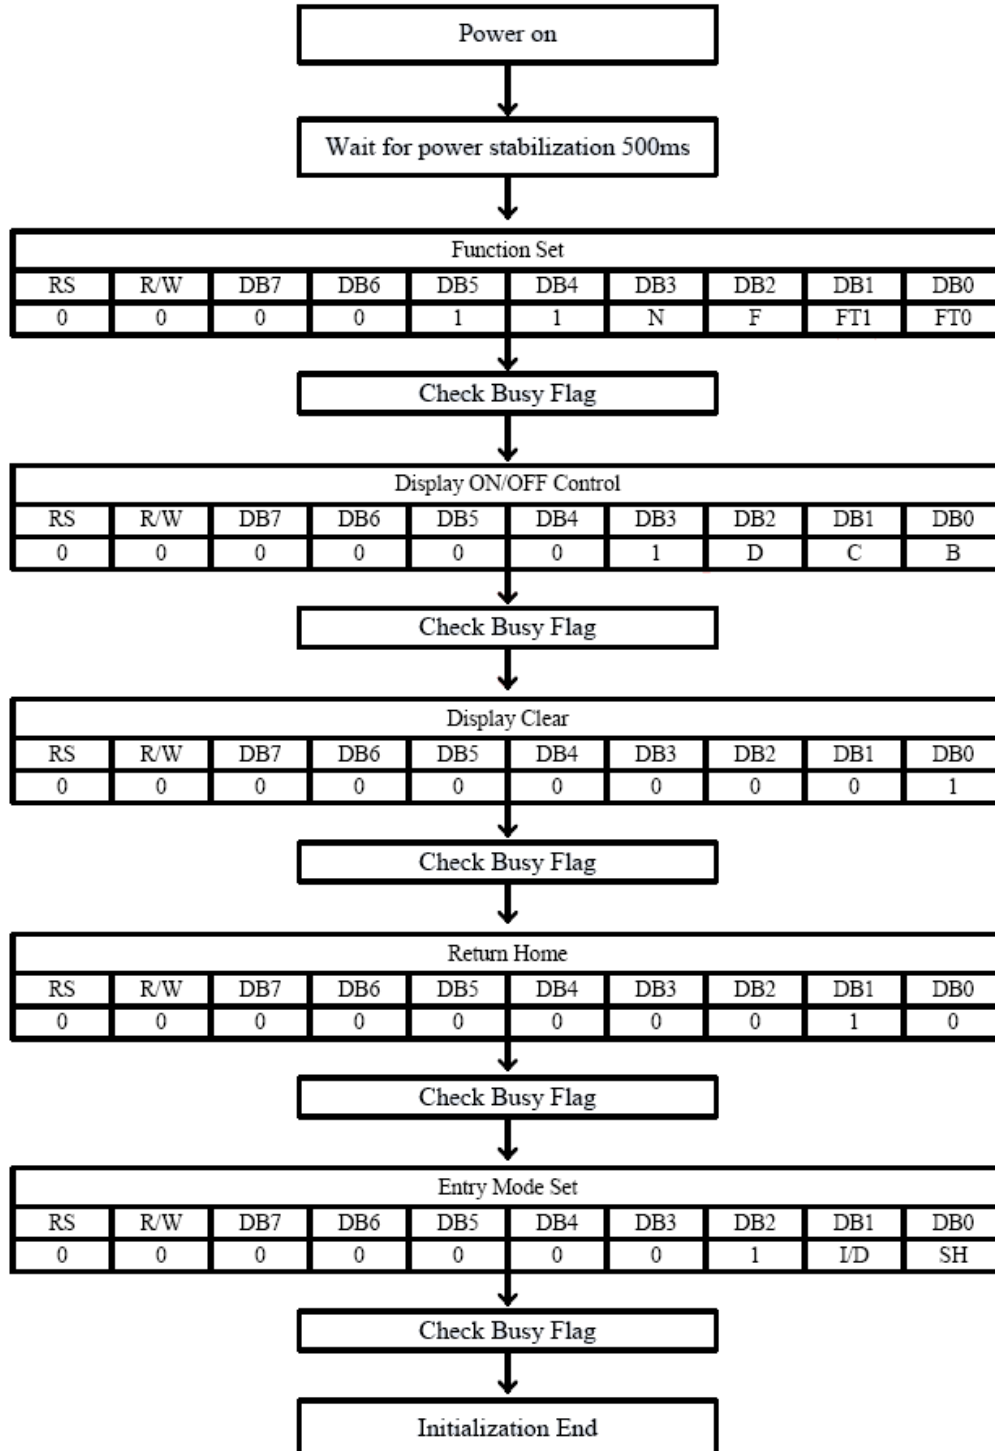 Power on
Wait for power stabilization 500ms
Function Set
RS R/W DB7 DB6 DB5 DB4 DB3 DB2 DB1 DB0
0 0 0 0 1 1 N F FT1 FT0
Check Busy Flag
Display ON/OFF Control
RS R/W DB7 DB6 DB5 DB4 DB3 DB2 DB1 DB0
0 0 0 0 0 0 1 D C B
Check Busy Flag
Display Clear
RS R/W DB7 DB6 DB5 DB4 DB3 DB2 DB1 DB0
0 0 0 0 0 0 0 0 0 1
Check Busy Flag
Return Home
RS R/W DB7 DB6 DB5 DB4 DB3 DB2 DB1 DB0
0 0 0 0 0 0 0 0 1 0
Check Busy Flag
Entry Mode Set
RS R/W DB7 DB6 DB5 DB4 DB3 DB2 DB1 DB0
0 0 0 0 0 0 0 1 I/D SH
Check Busy Flag
Initialization End